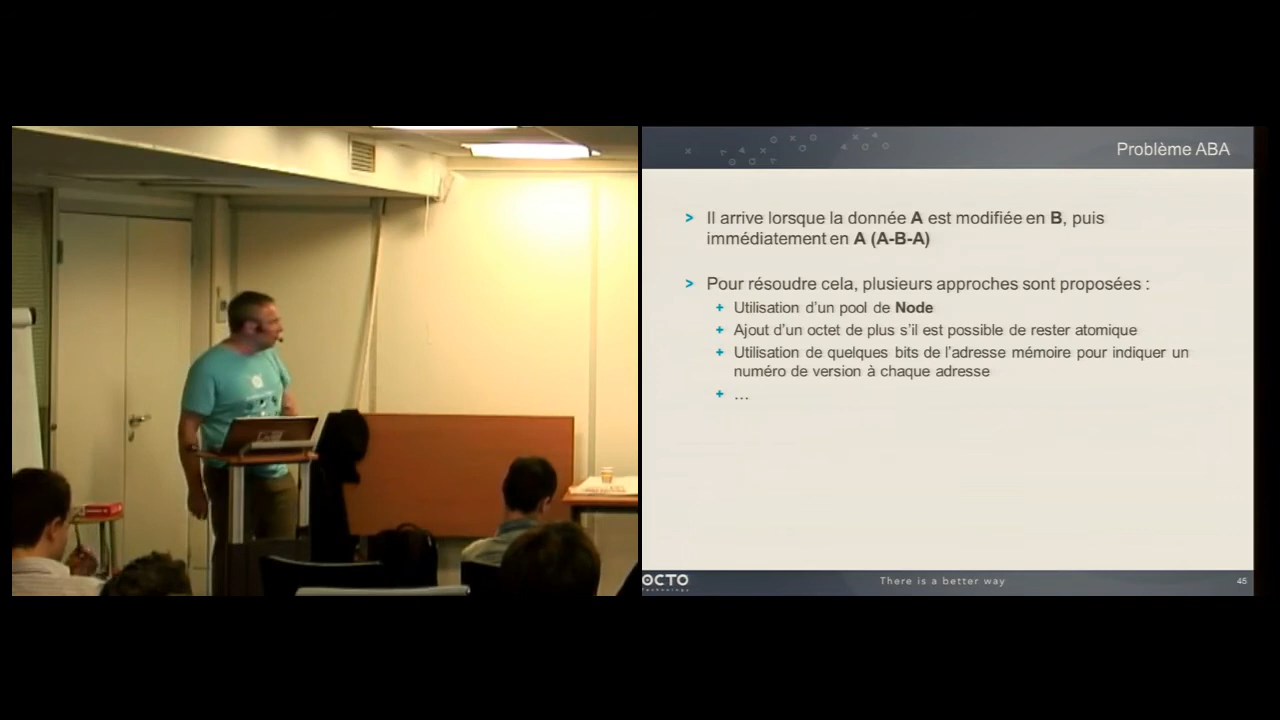 Problème ABA
> Il arrive lorsque la donnée A est modifiée en B, puis
immédiatement en A (A-B-A)
> Pour résoudre cela, plusieurs approches sont proposées :
+ Utilisation d'un pool de Node
+ Ajout d'un octet de plus s'il est possible de rester atomique
+ Utilisation de quelques bits de l'adresse mémoire pour indiquer un
numéro de version à chaque adresse
+ …
OCTO
Technology
There is a better way
45